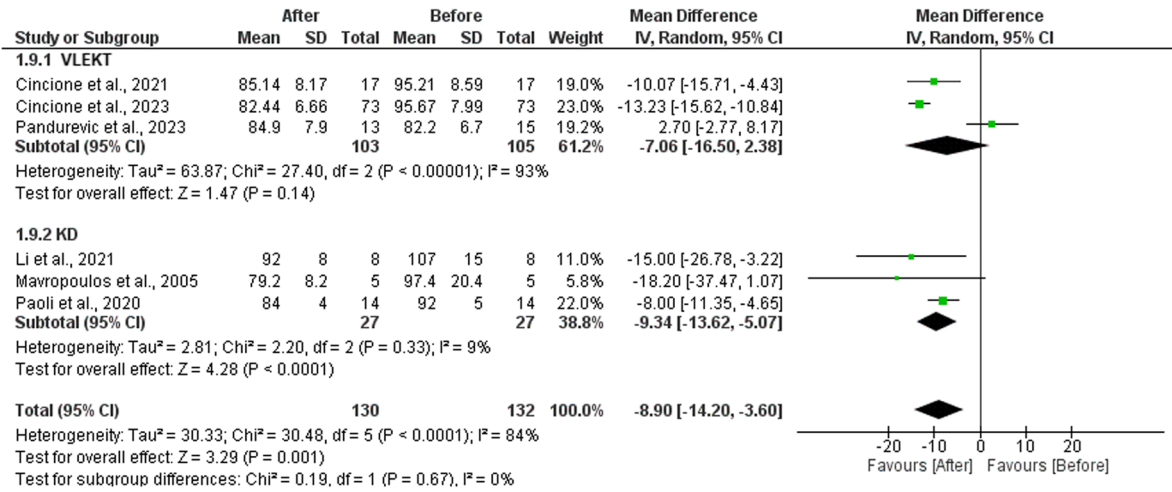 After Before Mean Difference Mean Difference
Study or Subgroup Mean SD Total Mean SD Total Weight IV, Random, 95% CI IV, Random, 95% CI
1.9.1 VLEKT
Cincione et al., 2021 85.14 8.17 17 95.21 8.59 17 19.0% -10.07 [-15.71, -4.43]
Cincione et al., 2023 82.44 6.66 73 95.67 7.99 73 23.0% -13.23 [-15.62, -10.84]
Pandurevic et al., 2023 84.9 7.9 13 82.2 6.7 15 19.2% 2.70 [-2.77, 8.17]
Subtotal (95% CI) 103 105 61.2% -7.06 [-16.50, 2.38]
Heterogeneity: Tau² = 63.87; Chi² = 27.40, df = 2 (P < 0.00001); I² = 93%
Test for overall effect: Z = 1.47 (P = 0.14)
1.9.2 KD
Li et al., 2021 92 8 8 107 15 8 11.0% -15.00 [-26.78, -3.22]
Mavropoulos et al., 2005 79.2 8.2 5 97.4 20.4 5 5.8% -18.20 [-37.47, 1.07]
Paoli et al., 2020 84 4 14 92 5 14 22.0% -8.00 [-11.35, -4.65]
Subtotal (95% CI) 27 27 38.8% -9.34 [-13.62, -5.07]
Heterogeneity: Tau² = 2.81; Chi² = 2.20, df = 2 (P = 0.33); I² = 9%
Test for overall effect: Z = 4.28 (P < 0.0001)
Total (95% CI) 130 132 100.0% -8.90 [-14.20, -3.60]
Heterogeneity: Tau² = 30.33; Chi² = 30.48, df = 5 (P < 0.0001); I² = 84%
Test for overall effect: Z = 3.29 (P = 0.001)
Test for subgroup differences: Chi² = 0.19, df = 1 (P = 0.67), I² = 0%
-20 -10 0 10 20
Favours [After] Favours [Before]